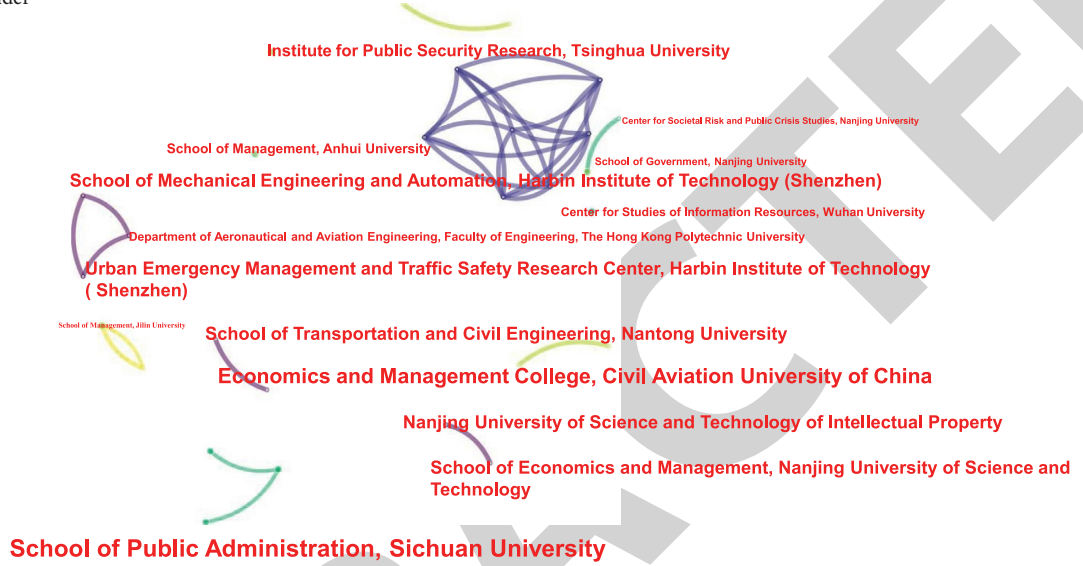 Institute for Public Security Research, Tsinghua University
Center for Societal Risk and Public Crisis Studies, Nanjing University
School of Management, Anhui University
School of Government, Nanjing University
School of Mechanical Engineering and Automation, Harbin Institute of Technology (Shenzhen)
Center for Studies of Information Resources, Wuhan University
Department of Aeronautical and Aviation Engineering, Faculty of Engineering, The Hong Kong Polytechnic University
Urban Emergency Management and Traffic Safety Research Center, Harbin Institute of Technology
( Shenzhen)
School of Management, Jilin University
School of Transportation and Civil Engineering, Nantong University
Economics and Management College, Civil Aviation University of China
Nanjing University of Science and Technology of Intellectual Property
School of Economics and Management, Nanjing University of Science and
Technology
School of Public Administration, Sichuan University